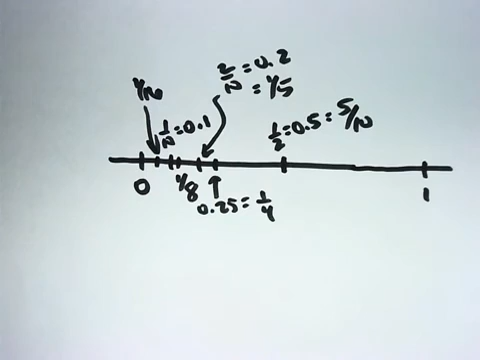 1/20
1/10 = 0.1
2/10 = 0.2
= 1/5
1/2 = 0.5 = 5/10
0
1/8
0.25 = 1/4
1